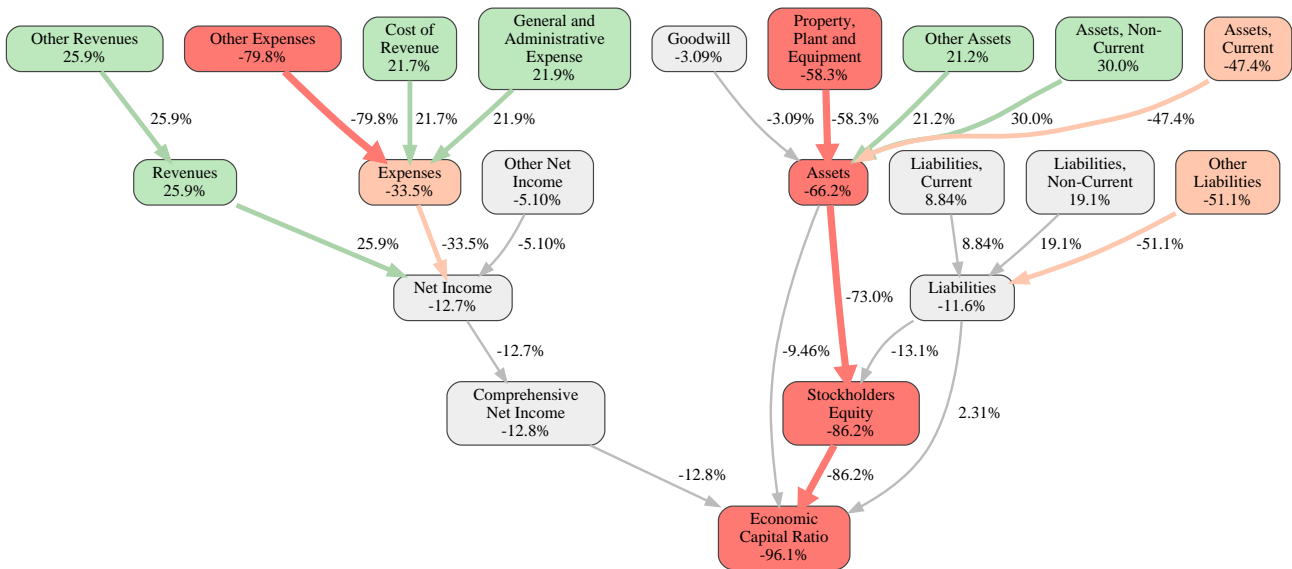 Other Revenues
25.9%
Other Expenses
-79.8%
Cost of
Revenue
21.7%
General and
Administrative
Expense
21.9%
Goodwill
-3.09%
Property,
Plant and
Equipment
-58.3%
Other Assets
21.2%
Assets, Non-
Current
30.0%
Assets,
Current
-47.4%
25.9%
-79.8%
21.7%
21.9%
-3.09%
-58.3%
21.2%
30.0%
-47.4%
Revenues
25.9%
Expenses
-33.5%
Other Net
Income
-5.10%
Assets
-66.2%
Liabilities,
Current
8.84%
Liabilities,
Non-Current
19.1%
Other
Liabilities
-51.1%
25.9%
-33.5%
-5.10%
8.84%
19.1%
-51.1%
Net Income
-12.7%
-73.0%
Liabilities
-11.6%
-12.7%
-9.46%
-13.1%
Comprehensive
Net Income
-12.8%
Stockholders
Equity
-86.2%
2.31%
-12.8%
-86.2%
Economic
Capital Ratio
-96.1%